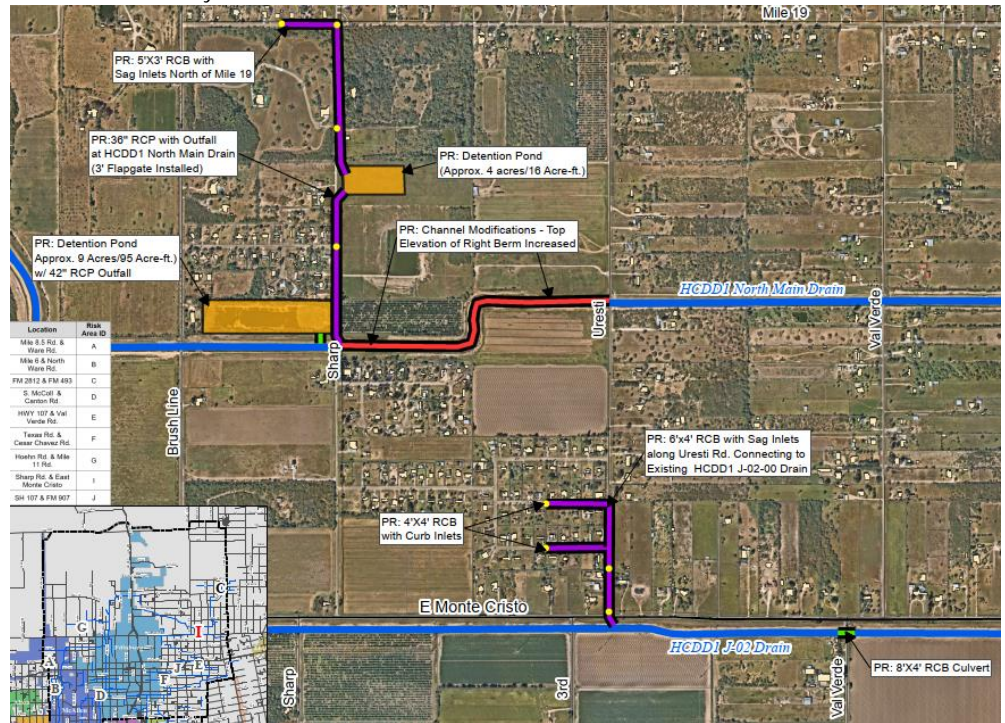 Mile 19
PR: 5'X3' RCB with
Sag Inlets North of Mile 19
PR:36" RCP with Outfall
at HCDD1 North Main Drain
(3' Flapgate Installed)
PR: Detention Pond
(Approx. 4 acres/16 Acre-ft.)
PR: Channel Modifications - Top
Elevation of Right Berm Increased
PR: Detention Pond
Approx. 9 Acres/95 Acre-ft.)
w/ 42" RCP Outfall
HCDD1 North Main Drain
Brush Line
Sharp
Uresti
Val Verde
Location Risk Area ID
Mile 8.5 Rd. & Ware Rd. A
Mile 6 & North Ware Rd. B
FM 2812 & FM 493 C
S. McColl & Canton Rd. D
HWY 107 & Val Verde Rd. E
Texas Rd. & Cesar Chavez Rd. F
Hoehn Rd. & Mile 11 Rd. G
Sharp Rd. & East Monte Cristo I
SH 107 & FM 907 J
PR: 6'x4' RCB with Sag Inlets
along Uresti Rd. Connecting to
Existing HCDD1 J-02-00 Drain
PR: 4'X4' RCB
with Curb Inlets
E Monte Cristo
HCDD1 J-02 Drain
Sharp
3rd
Val Verde
PR: 8'X4' RCB Culvert
C
G
I
A
J
E
F
B
D